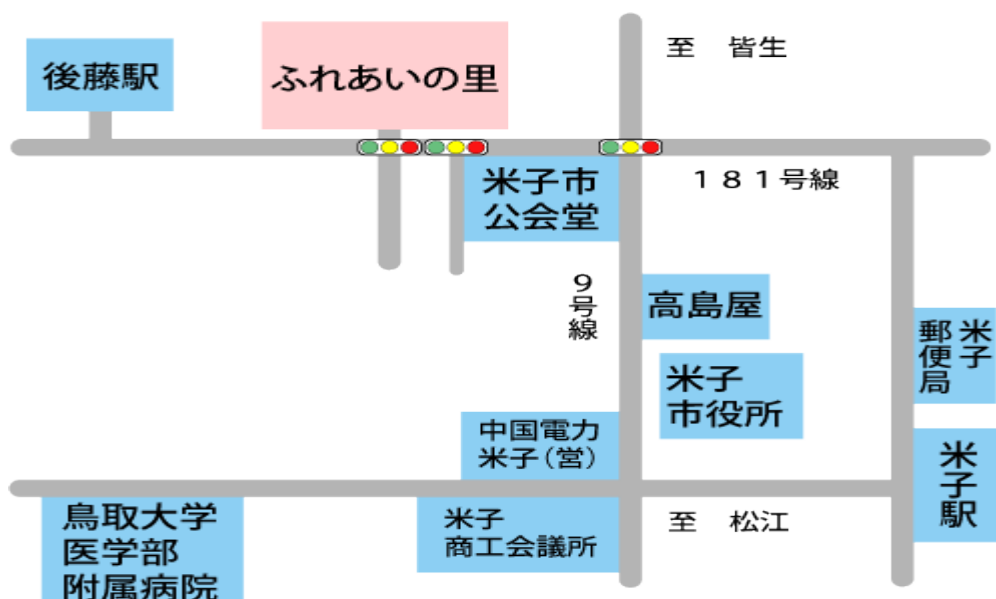 後藤駅
ふれあいの里
至 皆生
181号線
米子市
公会堂
9号線
高島屋
米子
市役所
米子
郵便局
中国電力
米子(営)
米子駅
鳥取大学
医学部
附属病院
米子
商工会議所
至 松江